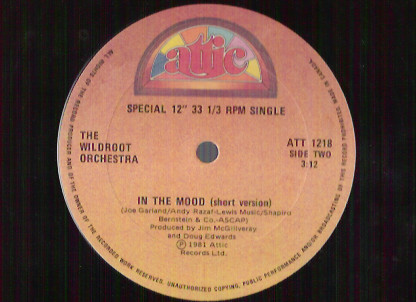 attic
SPECIAL 12" 33 1/3 RPM SINGLE
THE
WILDROOT
ORCHESTRA
ATT 1218
SIDE TWO
3:12
IN THE MOOD (short version)
(Joe Garland/Andy Razaf-Lewis Music/Shapiro
Bernstein & Co.-ASCAP)
Produced by Jim McGilliveray
and Doug Edwards
Ⓟ 1981 Attic
Records Ltd.
ALL RIGHTS OF THE RECORD PRODUCER AND OF THE OWNER OF THE RECORDED WORK RESERVED. UNAUTHORIZED COPYING, PUBLIC PERFORMANCE AND/OR BROADCASTING OF THIS RECORD PROHIBITED. MADE IN CANADA.